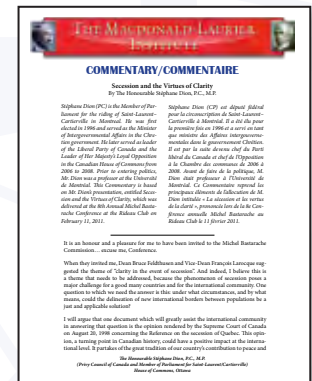 THE MACDONALD LAURIER
INSTITUTE
COMMENTARY/COMMENTAIRE
Secession and the Virtues of Clarity
By The Honourable Stéphane Dion, P.C., M.P.
Stéphane Dion (PC) is the Member of Par-
liament for the riding of Saint-Laurent–
Cartierville in Montreal. He was first
elected in 1996 and served as the Minister
of Intergovernmental Affairs in the Chré-
tien government. He later served as leader
of the Liberal Party of Canada and the
Leader of Her Majesty's Loyal Opposition
in the Canadian House of Commons from
2006 to 2008. Prior to entering politics,
Mr. Dion was a professor at the Université
de Montréal. This Commentary is based
on Mr. Dion's presentation, entitled Seces-
sion and the Virtues of Clarity, which was
delivered at the 8th Annual Michel Basta-
rache Conference at the Rideau Club on
February 11, 2011.
Stéphane Dion (CP) est député fédéral
pour la circonscription de Saint-Laurent–
Cartierville à Montréal. Il a été élu pour
la première fois en 1996 et a servi en tant
que ministre des Affaires intergouverne-
mentales dans le gouvernement Chrétien.
Il est par la suite devenu chef du Parti
libéral du Canada et chef de l'Opposition
à la Chambre des communes de 2006 à
2008. Avant de faire de la politique, M.
Dion était professeur à l'Université de
Montréal. Ce Commentaire reprend les
principaux éléments de l'allocution de M.
Dion intitulée « La sécession et les vertus
de la clarté », prononcée lors de la 8e Con-
férence annuelle Michel Bastarache au
Rideau Club le 11 février 2011.
It is an honour and a pleasure for me to have been invited to the Michel Bastarache
Commission… excuse me, Conference.
When they invited me, Dean Bruce Feldthusen and Vice-Dean François Larocque sug-
gested the theme of "clarity in the event of secession". And indeed, I believe this is
a theme that needs to be addressed, because the phenomenon of secession poses a
major challenge for a good many countries and for the international community. One
question to which we need the answer is this: under what circumstances, and by what
means, could the delineation of new international borders between populations be a
just and applicable solution?
I will argue that one document which will greatly assist the international community
in answering that question is the opinion rendered by the Supreme Court of Canada
on August 20, 1998 concerning the Reference on the secession of Quebec. This opin-
ion, a turning point in Canadian history, could have a positive impact at the interna-
tional level. It partakes of the great tradition of our country's contribution to peace and
The Honourable Stéphane Dion, P.C., M.P.
(Privy Council of Canada and Member of Parliament for Saint-Laurent/Cartierville)
House of Commons, Ottawa